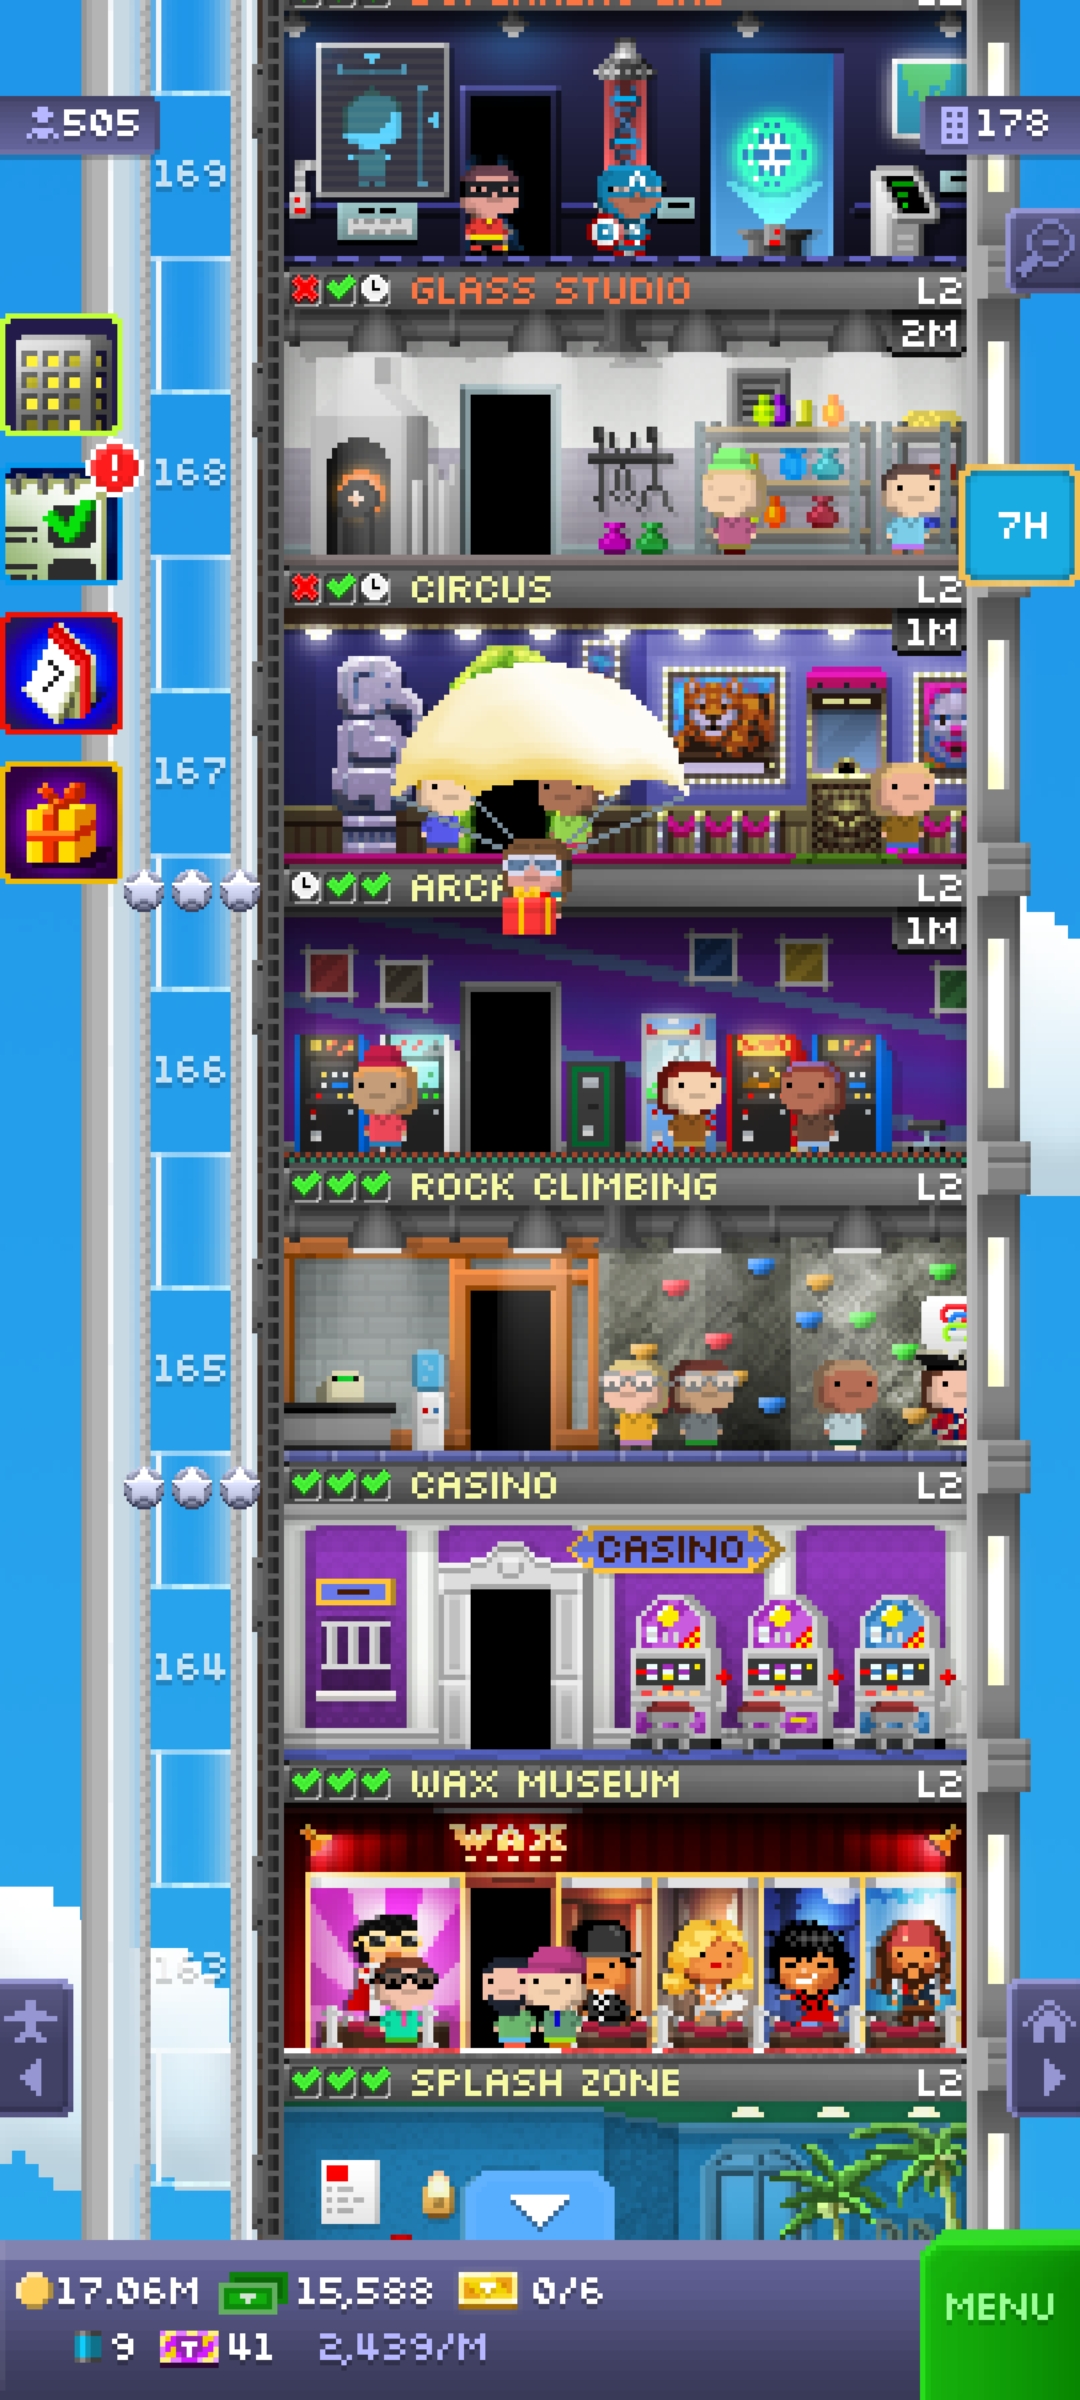 505
178
169
GLASS STUDIO L2
2M
168
7H
CIRCUS L2
1M
167
L2
1M
166
ROCK CLIMBING L2
165
CASINO L2
CASINO
164
WAX MUSEUM L2
WAX
163
SPLASH ZONE L2
17.06M 15,588 0/6
9 41 2,439/M
MENU